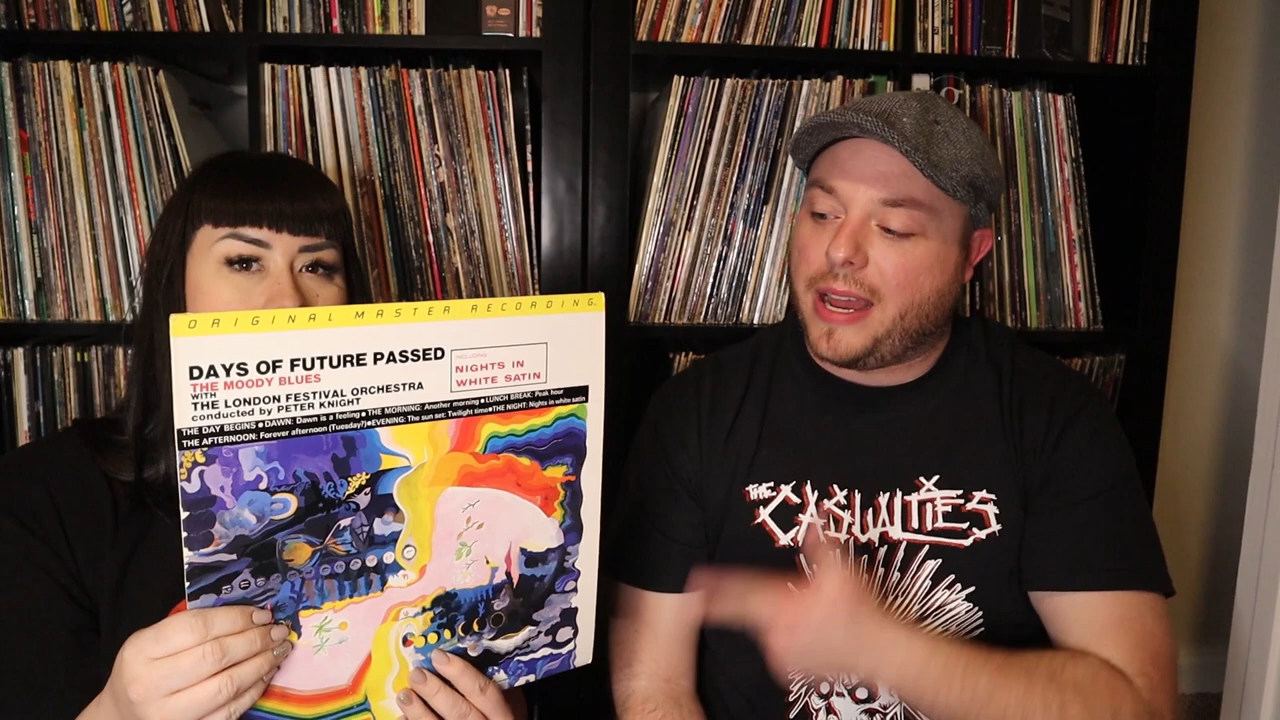 ORIGINAL MASTER RECORDING
DAYS OF FUTURE PASSED
THE MOODY BLUES
WITH
THE LONDON FESTIVAL ORCHESTRA
conducted by PETER KNIGHT
INCLUDING
NIGHTS IN
WHITE SATIN
THE DAY BEGINS ● DAWN: Dawn is a feeling ● THE MORNING: Another morning ● LUNCH BREAK: Peak hour
THE AFTERNOON: Forever afternoon (Tuesday?) ● EVENING: The sun set: Twilight time ● THE NIGHT: Nights in white satin
THE CASUALTIES